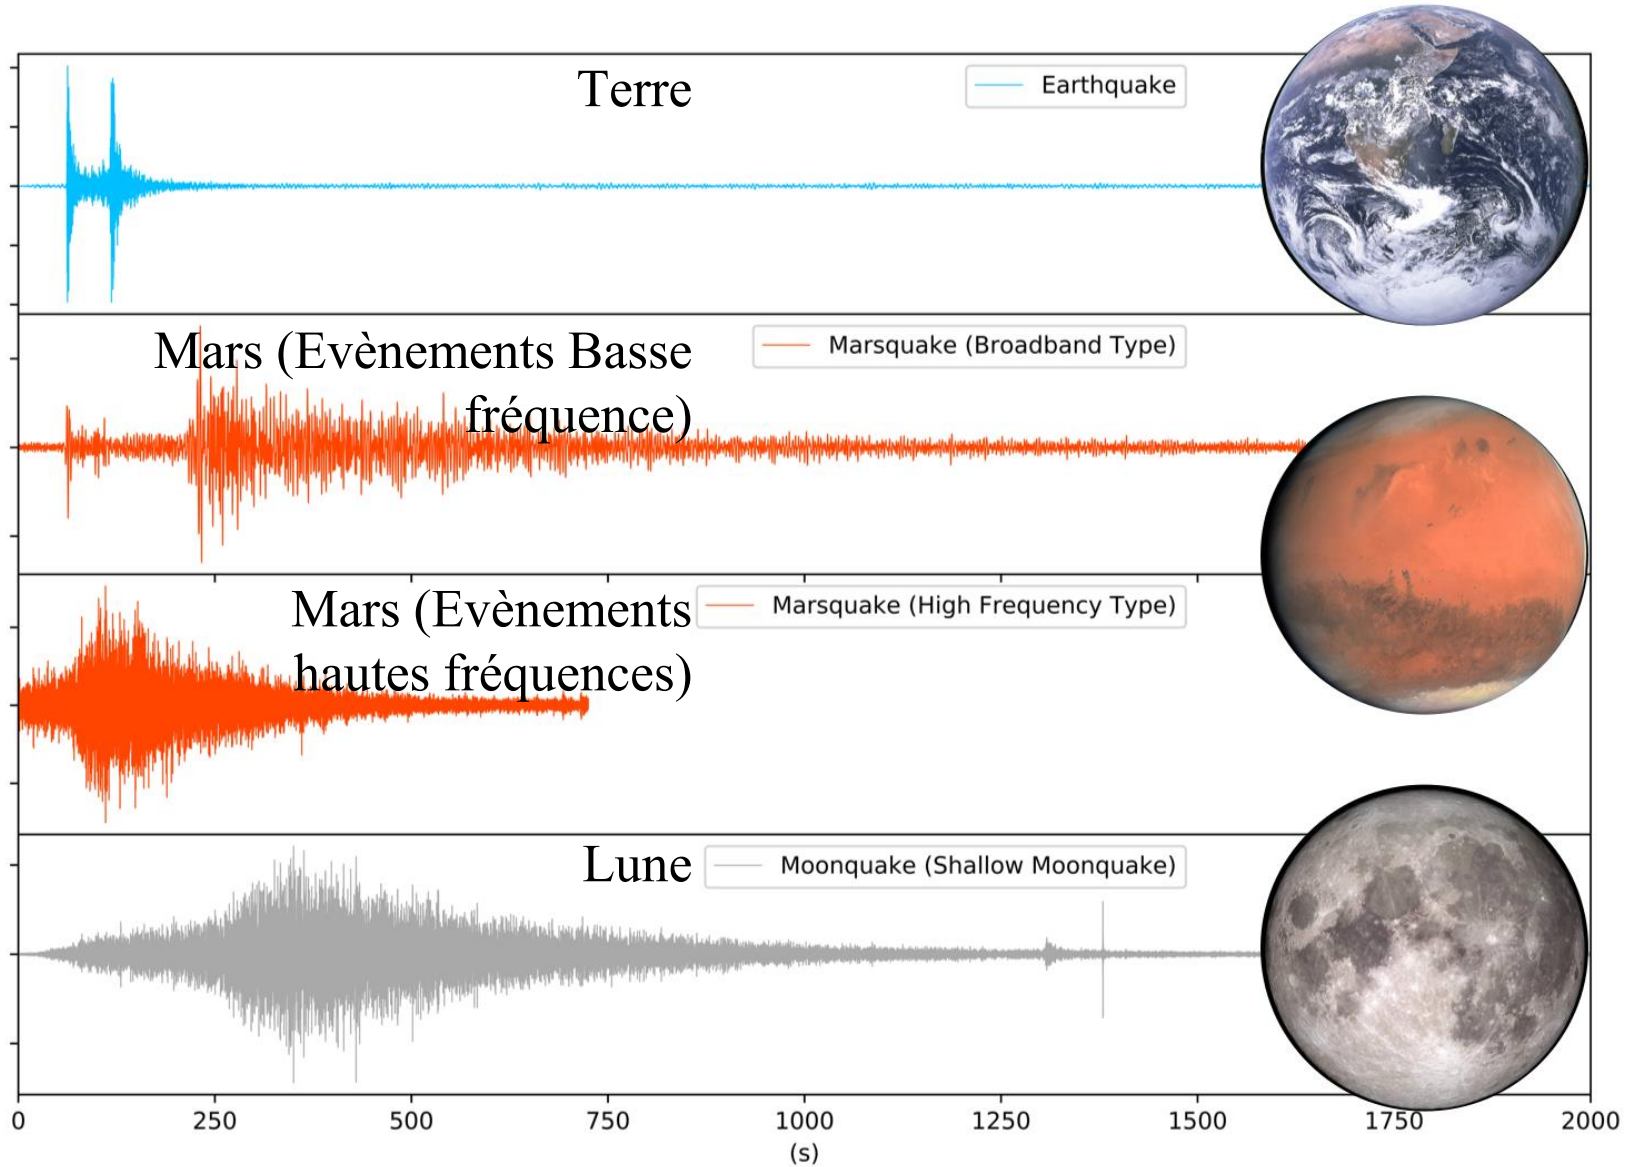 Terre
Earthquake
Mars (Evènements Basse
fréquence)
Marsquake (Broadband Type)
Mars (Evènements
hautes fréquences)
Marsquake (High Frequency Type)
Lune
Moonquake (Shallow Moonquake)
0 250 500 750 1000 1250 1500 1750 2000
(s)